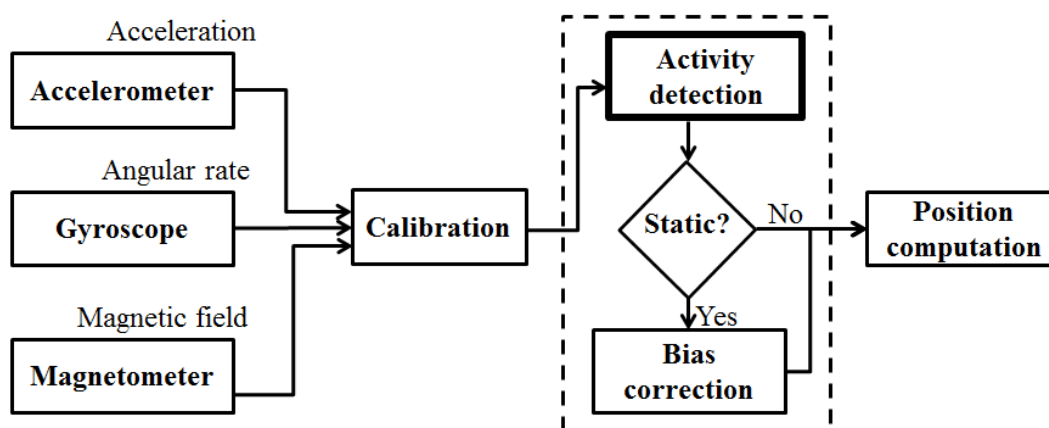 Acceleration
Accelerometer
Angular rate
Gyroscope
Magnetic field
Magnetometer
Calibration
Activity
detection
Static?
No
Yes
Bias
correction
Position
computation